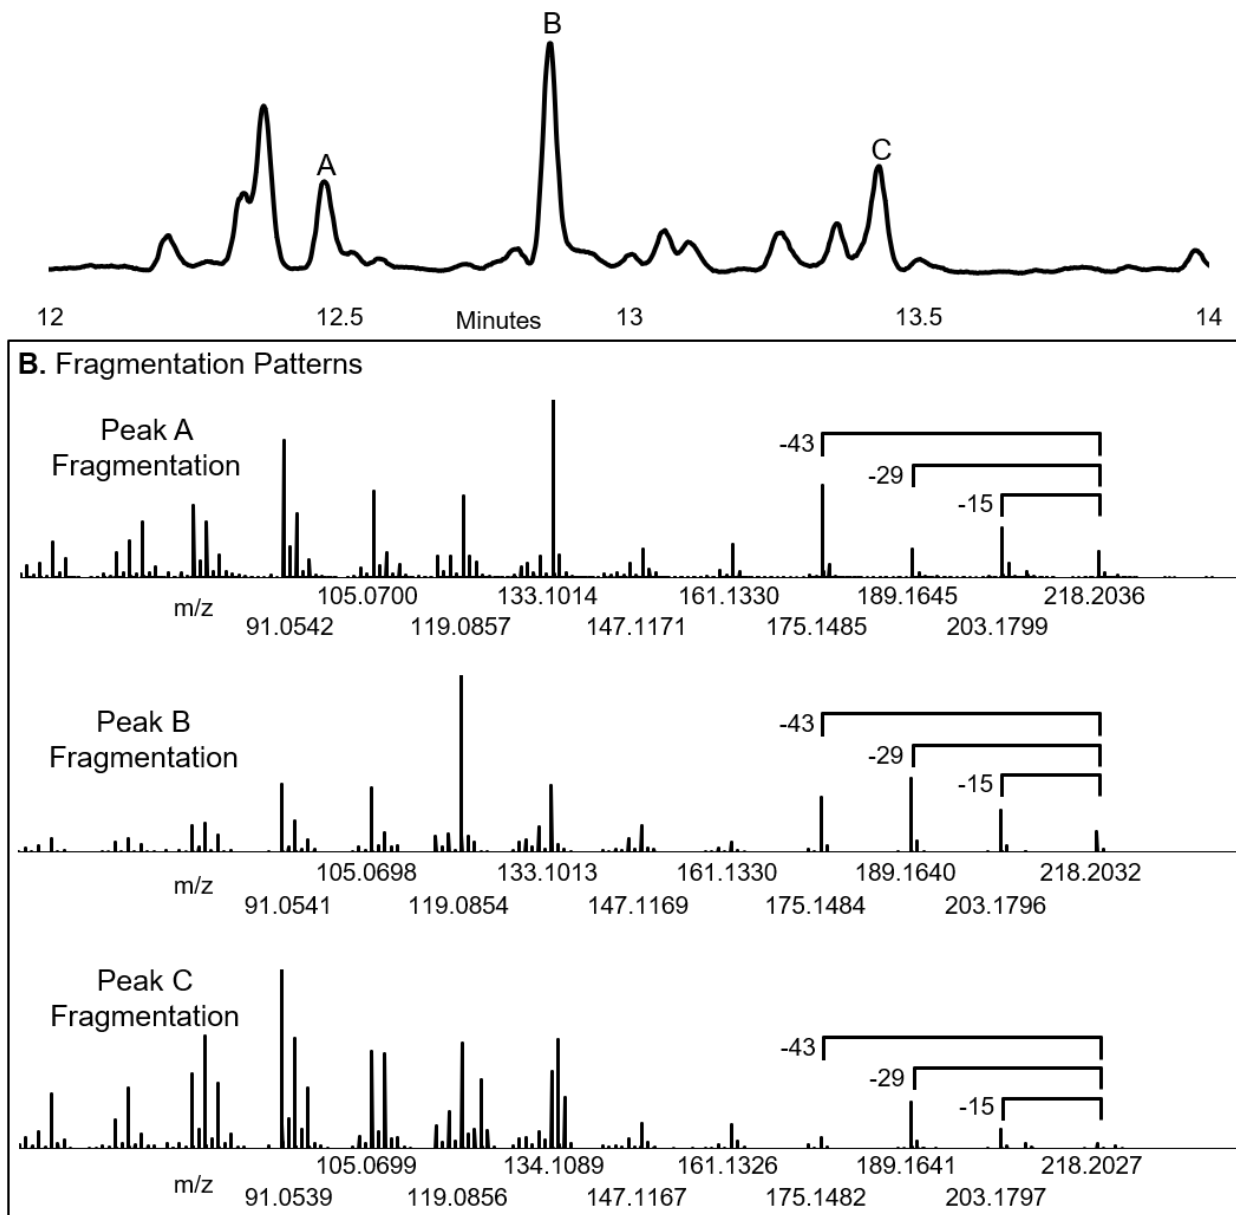 B
A
C
12 12.5 Minutes 13 13.5 14
B. Fragmentation Patterns
Peak A
Fragmentation
-43
-29
-15
m/z 105.0700 133.1014 161.1330 189.1645 218.2036
91.0542 119.0857 147.1171 175.1485 203.1799
Peak B
Fragmentation
-43
-29
-15
m/z 105.0698 133.1013 161.1330 189.1640 218.2032
91.0541 119.0854 147.1169 175.1484 203.1796
Peak C
Fragmentation
-43
-29
-15
m/z 105.0699 134.1089 161.1326 189.1641 218.2027
91.0539 119.0856 147.1167 175.1482 203.1797